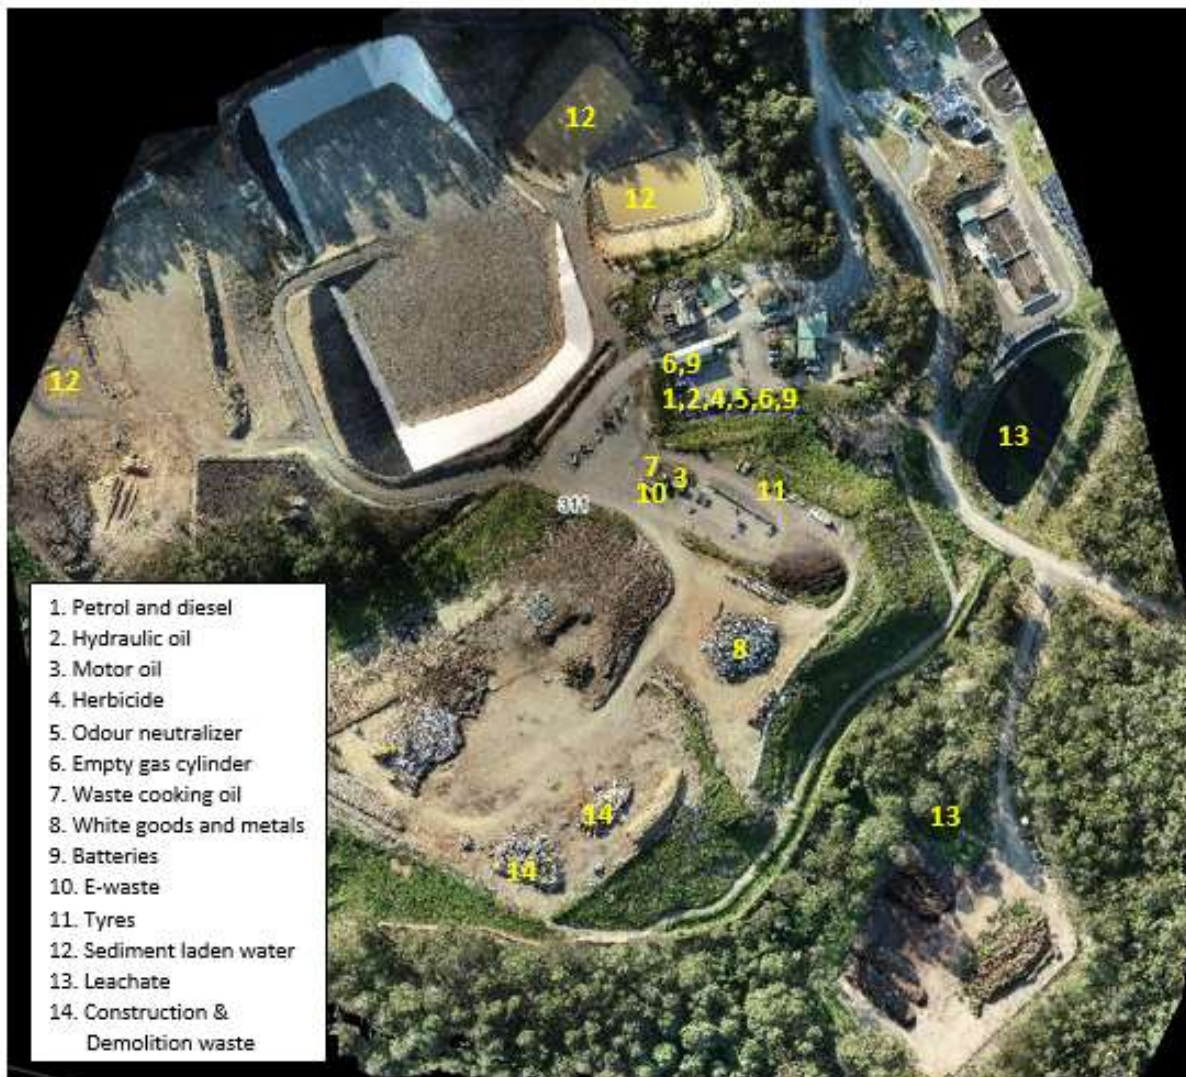 12
12
12
6,9
1,2,4,5,6,9
13
7
3
10
11
311
8
13
14
14
1. Petrol and diesel
2. Hydraulic oil
3. Motor oil
4. Herbicide
5. Odour neutralizer
6. Empty gas cylinder
7. Waste cooking oil
8. White goods and metals
9. Batteries
10. E-waste
11. Tyres
12. Sediment laden water
13. Leachate
14. Construction &
Demolition waste